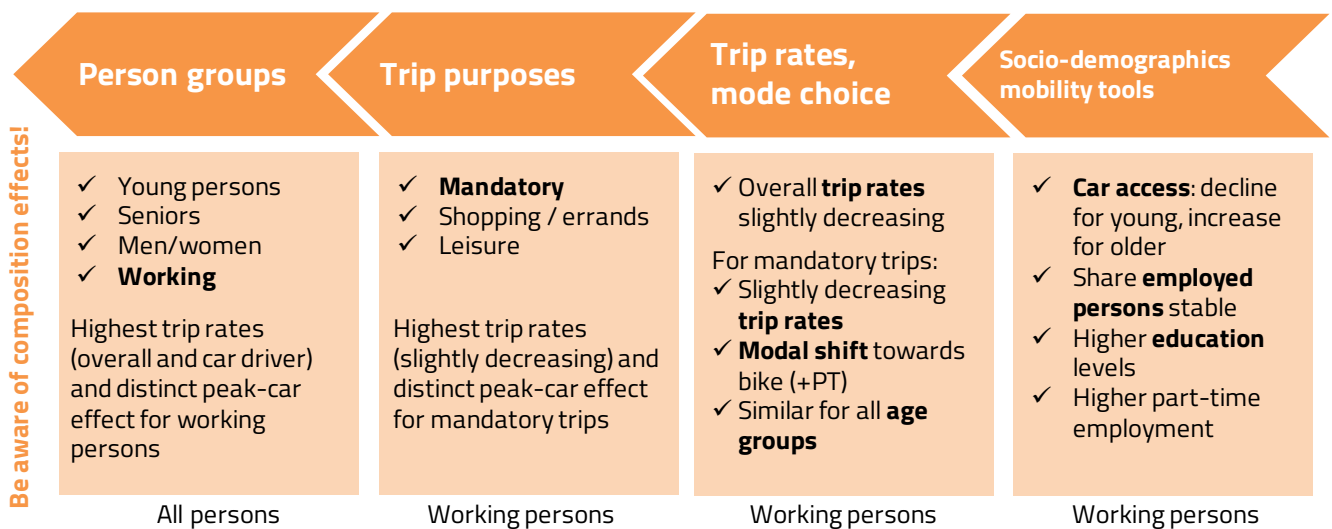 Be aware of composition effects!
Person groups
✓ Young persons
✓ Seniors
✓ Men/women
✓ Working
Highest trip rates
(overall and car driver)
and distinct peak-car
effect for working
persons
All persons
Trip purposes
✓ Mandatory
✓ Shopping / errands
✓ Leisure
Highest trip rates
(slightly decreasing) and
distinct peak-car effect
for mandatory trips
Working persons
Trip rates,
mode choice
✓ Overall trip rates
slightly decreasing
For mandatory trips:
✓ Slightly decreasing
trip rates
✓ Modal shift towards
bike (+PT)
✓ Similar for all age
groups
Working persons
Socio-demographics
mobility tools
✓ Car access: decline
for young, increase
for older
✓ Share employed
persons stable
✓ Higher education
levels
✓ Higher part-time
employment
Working persons